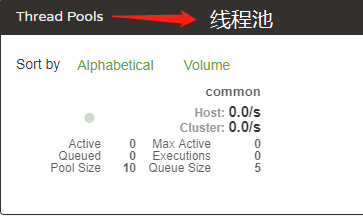 Thread Pools 线程池
Sort by Alphabetical Volume
common
Host: 0.0/s
Cluster: 0.0/s
Active 0 Max Active 0
Queued 0 Executions 0
Pool Size 10 Queue Size 5